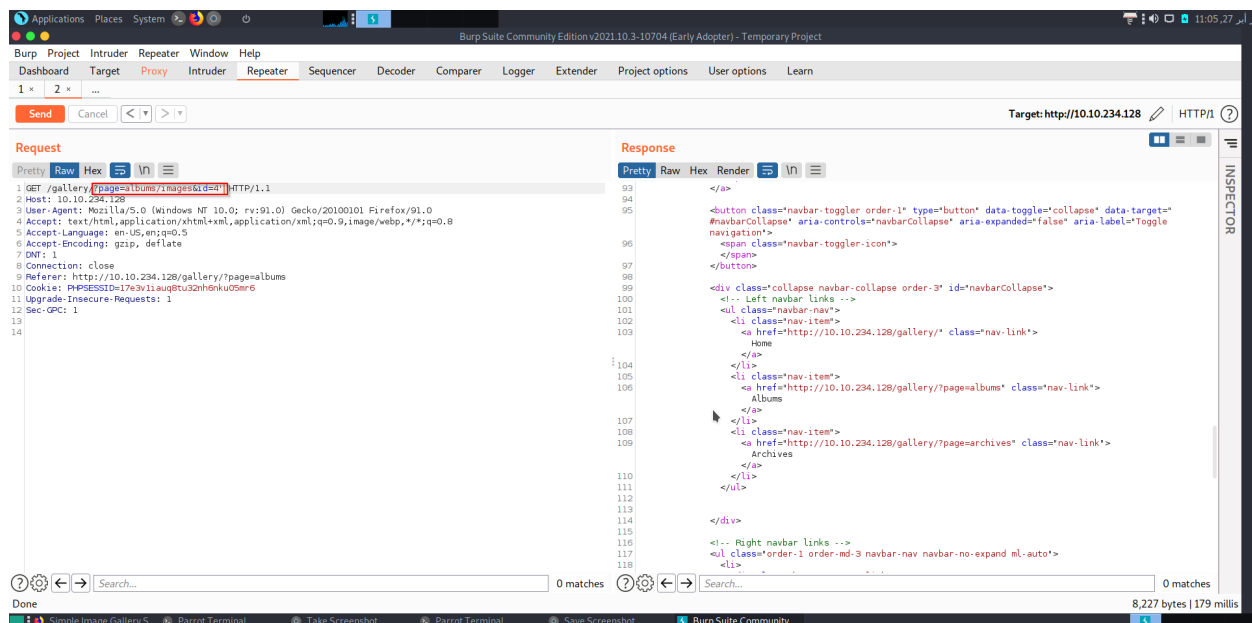 Applications Places System 11:05 ,27 أبر
Burp Suite Community Edition v2021.10.3-10704 (Early Adopter) - Temporary Project
Burp Project Intruder Repeater Window Help
Dashboard Target Proxy Intruder Repeater Sequencer Decoder Comparer Logger Extender Project options User options Learn
1 × 2 × ...
Send Cancel < > Target: http://10.10.234.128 HTTP/1 ?
Request
Pretty Raw Hex \n
1 GET /gallery/?page=albums/images&id=4' HTTP/1.1
2 Host: 10.10.234.128
3 User-Agent: Mozilla/5.0 (Windows NT 10.0; rv:91.0) Gecko/20100101 Firefox/91.0
4 Accept: text/html,application/xhtml+xml,application/xml;q=0.9,image/webp,*/*;q=0.8
5 Accept-Language: en-US,en;q=0.5
6 Accept-Encoding: gzip, deflate
7 DNT: 1
8 Connection: close
9 Referer: http://10.10.234.128/gallery/?page=albums
10 Cookie: PHPSESSID=17e3v1iauq8tu32nh6nku05mr6
11 Upgrade-Insecure-Requests: 1
12 Sec-GPC: 1
13
14
Search... 0 matches
Response
Pretty Raw Hex Render \n
93 </a>
94
95 <button class="navbar-toggler order-1" type="button" data-toggle="collapse" data-target="
#navbarCollapse" aria-controls="navbarCollapse" aria-expanded="false" aria-label="Toggle
navigation">
96 <span class="navbar-toggler-icon">
</span>
97 </button>
98
99 <div class="collapse navbar-collapse order-3" id="navbarCollapse">
100 <!-- Left navbar links -->
101 <ul class="navbar-nav">
102 <li class="nav-item">
103 <a href="http://10.10.234.128/gallery/" class="nav-link">
Home
</a>
104 </li>
105 <li class="nav-item">
106 <a href="http://10.10.234.128/gallery/?page=albums" class="nav-link">
Albums
</a>
107 </li>
108 <li class="nav-item">
109 <a href="http://10.10.234.128/gallery/?page=archives" class="nav-link">
Archives
</a>
110 </li>
111 </ul>
112
113
114 </div>
115
116 <!-- Right navbar links -->
117 <ul class="order-1 order-md-3 navbar-nav navbar-no-expand ml-auto">
118 <li>
Search... 0 matches
INSPECTOR
Done 8,227 bytes | 179 millis
Simple Image Gallery S Parrot Terminal Take Screenshot Parrot Terminal Save Screenshot Burp Suite Community